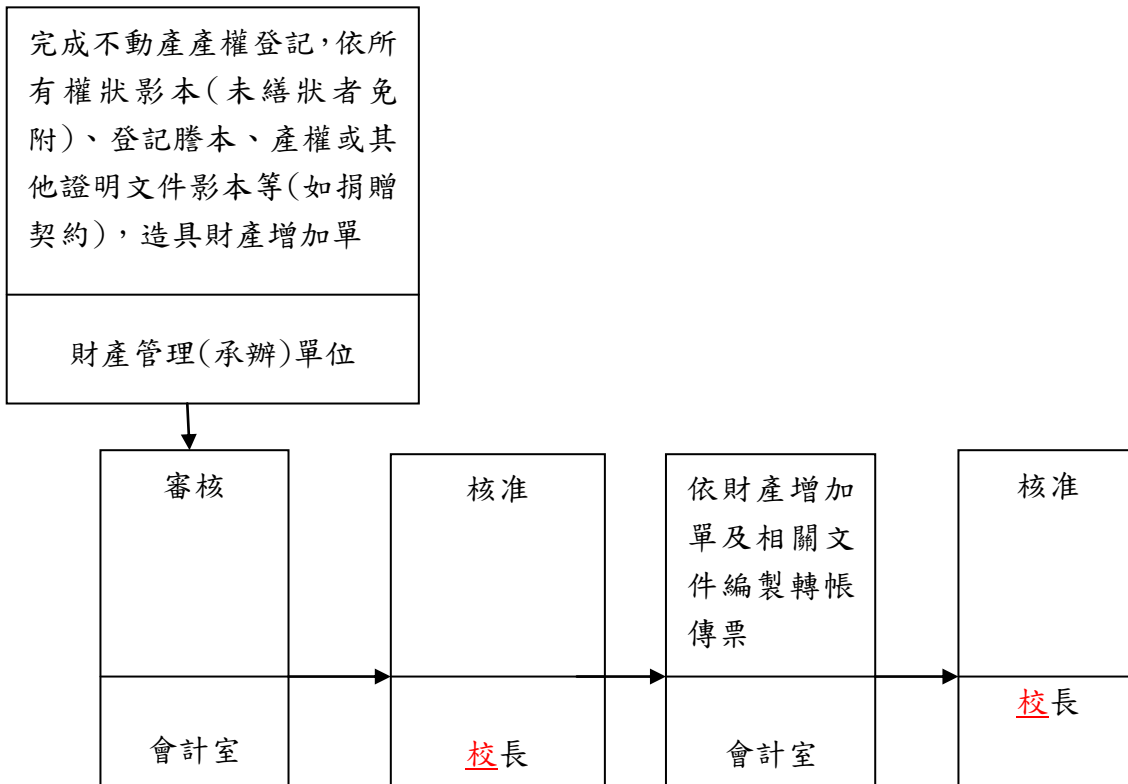 完成不動產產權登記，依所
有權狀影本(未繕狀者免
附)、登記謄本、產權或其
他證明文件影本等(如捐贈
契約)，造具財產增加單
財產管理(承辦)單位
審核
會計室
核准
校長
依財產增加
單及相關文
件編製轉帳
傳票
會計室
核准
校長